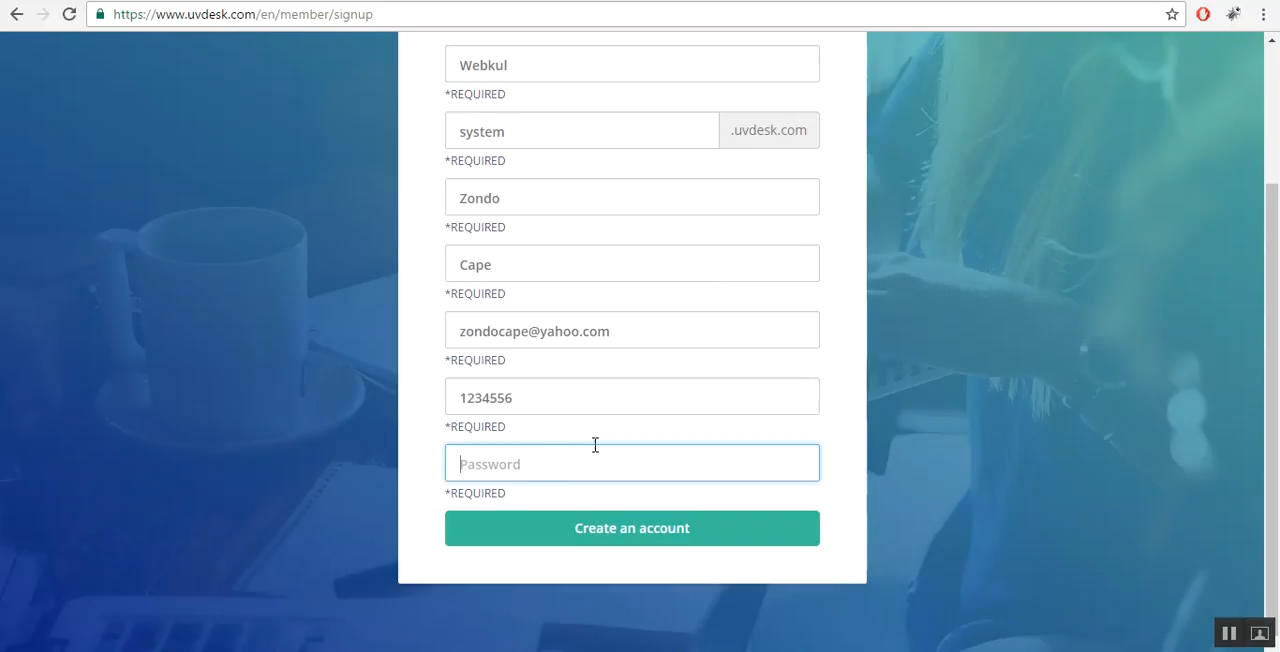 https://www.uvdesk.com/en/member/signup
Webkul
*REQUIRED
system .uvdesk.com
*REQUIRED
Zondo
*REQUIRED
Cape
*REQUIRED
zondocape@yahoo.com
*REQUIRED
1234556
*REQUIRED
Password
*REQUIRED
Create an account